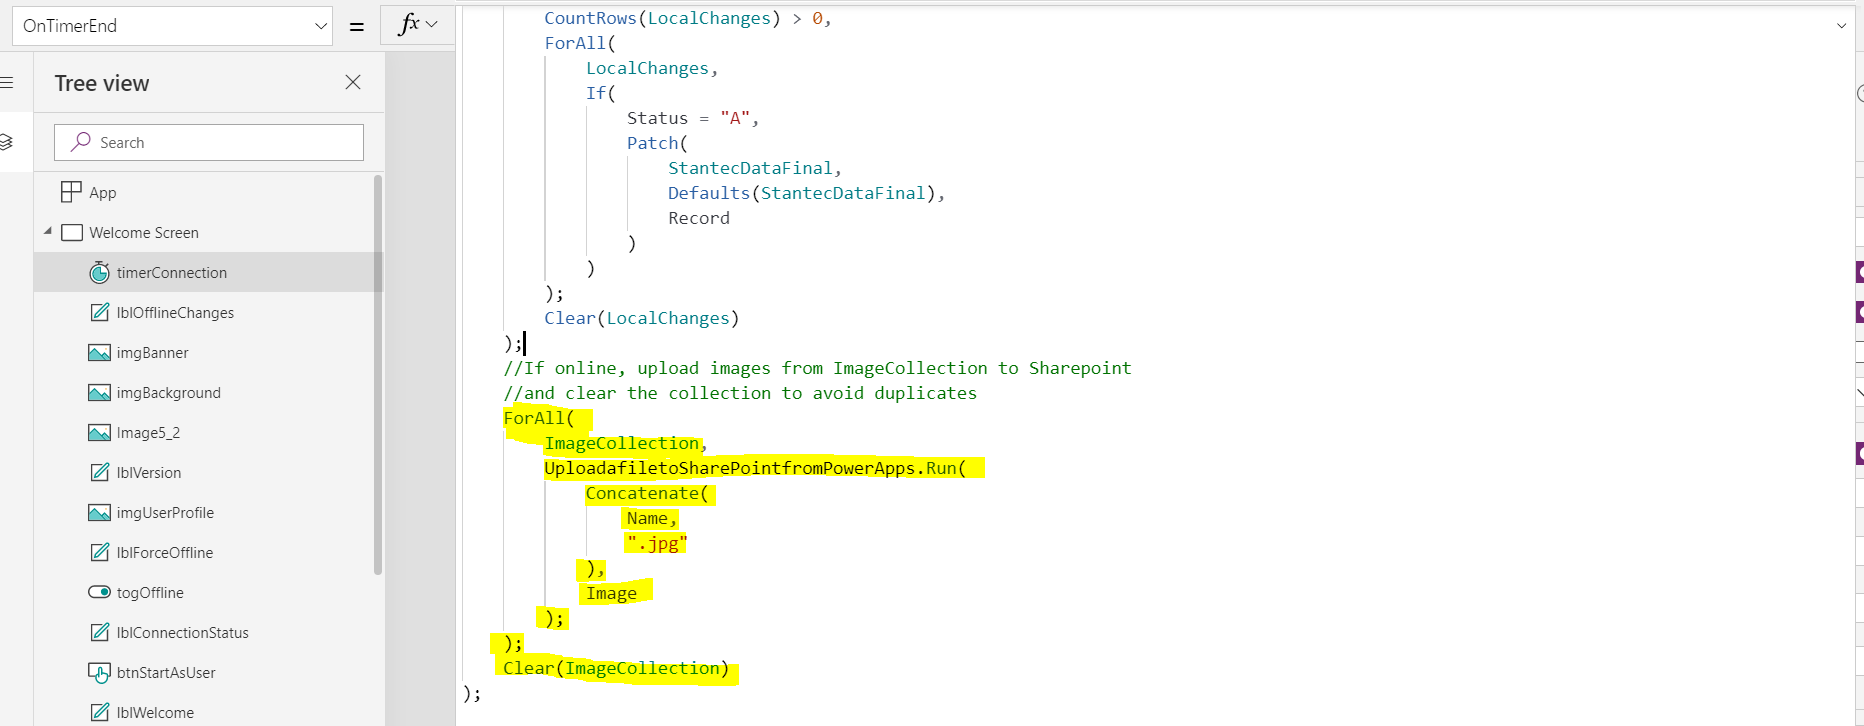 OnTimerEnd
=
fx
Tree view
Search
App
Welcome Screen
timerConnection
lblOfflineChanges
imgBanner
imgBackground
Image5_2
lblVersion
imgUserProfile
lblForceOffline
togOffline
lblConnectionStatus
btnStartAsUser
lblWelcome
CountRows(LocalChanges) > 0,
ForAll(
LocalChanges,
If(
Status = "A",
Patch(
StantecDataFinal,
Defaults(StantecDataFinal),
Record
)
)
);
Clear(LocalChanges)
);
//If online, upload images from ImageCollection to Sharepoint
//and clear the collection to avoid duplicates
ForAll(
ImageCollection,
UploadafiletoSharePointfromPowerApps.Run(
Concatenate(
Name,
".jpg"
),
Image
);
);
Clear(ImageCollection)
);